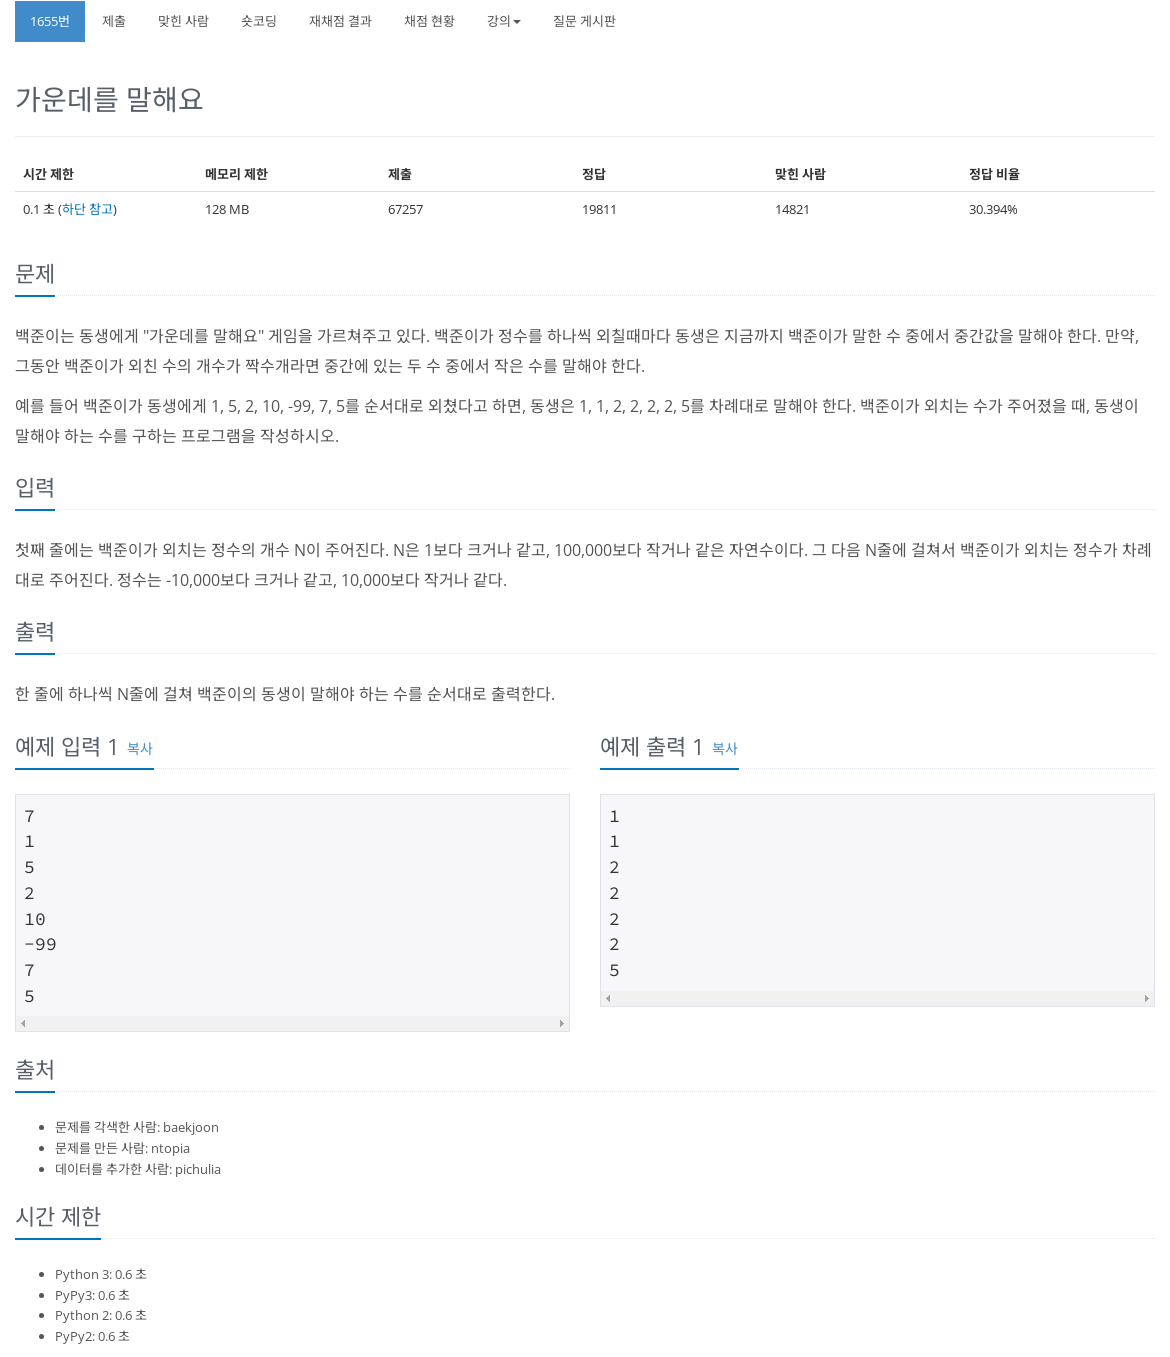 1655번 제출 맞힌 사람 숏코딩 재채점 결과 채점 현황 강의 질문 게시판
가운데를 말해요
시간 제한 메모리 제한 제출 정답 맞힌 사람 정답 비율
0.1 초 (하단 참고) 128 MB 67257 19811 14821 30.394%
문제
백준이는 동생에게 "가운데를 말해요" 게임을 가르쳐주고 있다. 백준이가 정수를 하나씩 외칠때마다 동생은 지금까지 백준이가 말한 수 중에서 중간값을 말해야 한다. 만약,
그동안 백준이가 외친 수의 개수가 짝수개라면 중간에 있는 두 수 중에서 작은 수를 말해야 한다.
예를 들어 백준이가 동생에게 1, 5, 2, 10, -99, 7, 5를 순서대로 외쳤다고 하면, 동생은 1, 1, 2, 2, 2, 2, 5를 차례대로 말해야 한다. 백준이가 외치는 수가 주어졌을 때, 동생이
말해야 하는 수를 구하는 프로그램을 작성하시오.
입력
첫째 줄에는 백준이가 외치는 정수의 개수 N이 주어진다. N은 1보다 크거나 같고, 100,000보다 작거나 같은 자연수이다. 그 다음 N줄에 걸쳐서 백준이가 외치는 정수가 차례
대로 주어진다. 정수는 -10,000보다 크거나 같고, 10,000보다 작거나 같다.
출력
한 줄에 하나씩 N줄에 걸쳐 백준이의 동생이 말해야 하는 수를 순서대로 출력한다.
예제 입력 1 복사
7
1
5
2
10
-99
7
5
예제 출력 1 복사
1
1
2
2
2
2
5
출처
문제를 각색한 사람: baekjoon
문제를 만든 사람: ntopia
데이터를 추가한 사람: pichulia
시간 제한
Python 3: 0.6 초
PyPy3: 0.6 초
Python 2: 0.6 초
PyPy2: 0.6 초